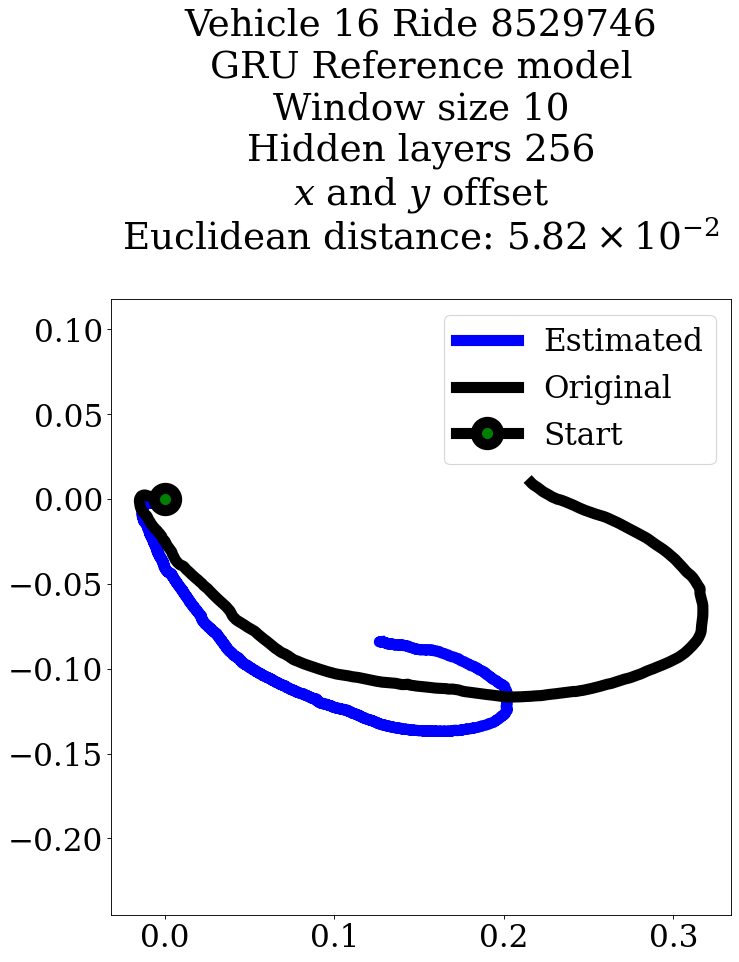 Vehicle 16 Ride 8529746
GRU Reference model
Window size 10
Hidden layers 256
x and y offset
Euclidean distance: 5.82 × 10⁻²
Estimated
Original
Start
0.10
0.05
0.00
−0.05
−0.10
−0.15
−0.20
0.0 0.1 0.2 0.3